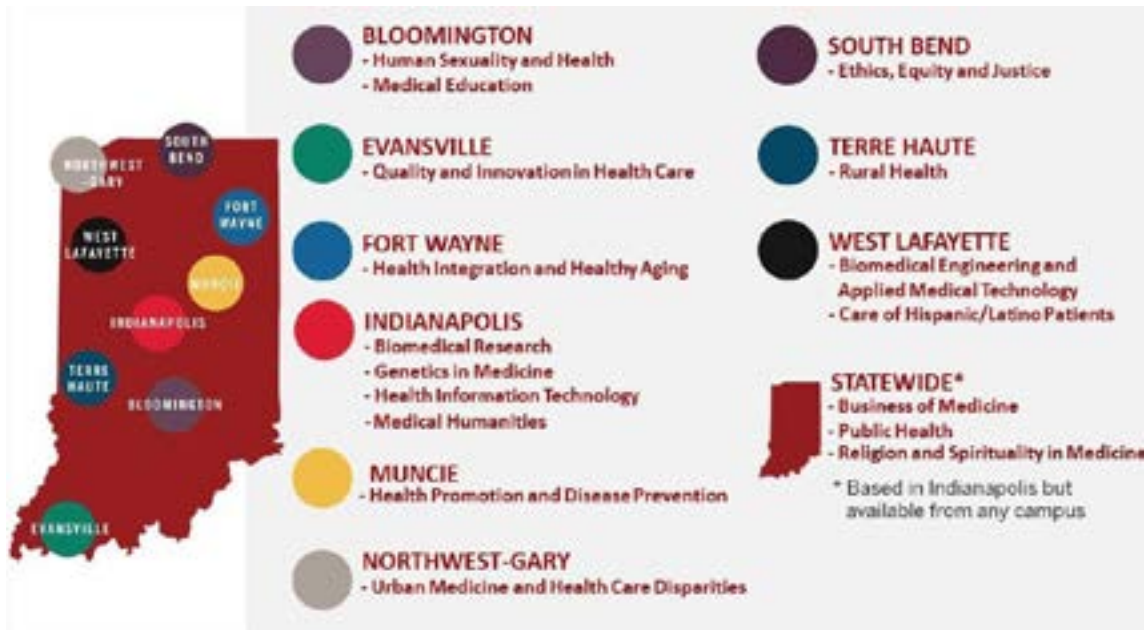 NORTHWEST
-GARY
SOUTH
BEND
FORT
WAYNE
WEST
LAFAYETTE
MUNCIE
INDIANAPOLIS
TERRE
HAUTE
BLOOMINGTON
EVANSVILLE
BLOOMINGTON
- Human Sexuality and Health
- Medical Education
EVANSVILLE
- Quality and Innovation in Health Care
FORT WAYNE
- Health Integration and Healthy Aging
INDIANAPOLIS
- Biomedical Research
- Genetics in Medicine
- Health Information Technology
- Medical Humanities
MUNCIE
- Health Promotion and Disease Prevention
NORTHWEST-GARY
- Urban Medicine and Health Care Disparities
SOUTH BEND
- Ethics, Equity and Justice
TERRE HAUTE
- Rural Health
WEST LAFAYETTE
- Biomedical Engineering and
Applied Medical Technology
- Care of Hispanic/Latino Patients
STATEWIDE*
- Business of Medicine
- Public Health
- Religion and Spirituality in Medicine
* Based in Indianapolis but
available from any campus